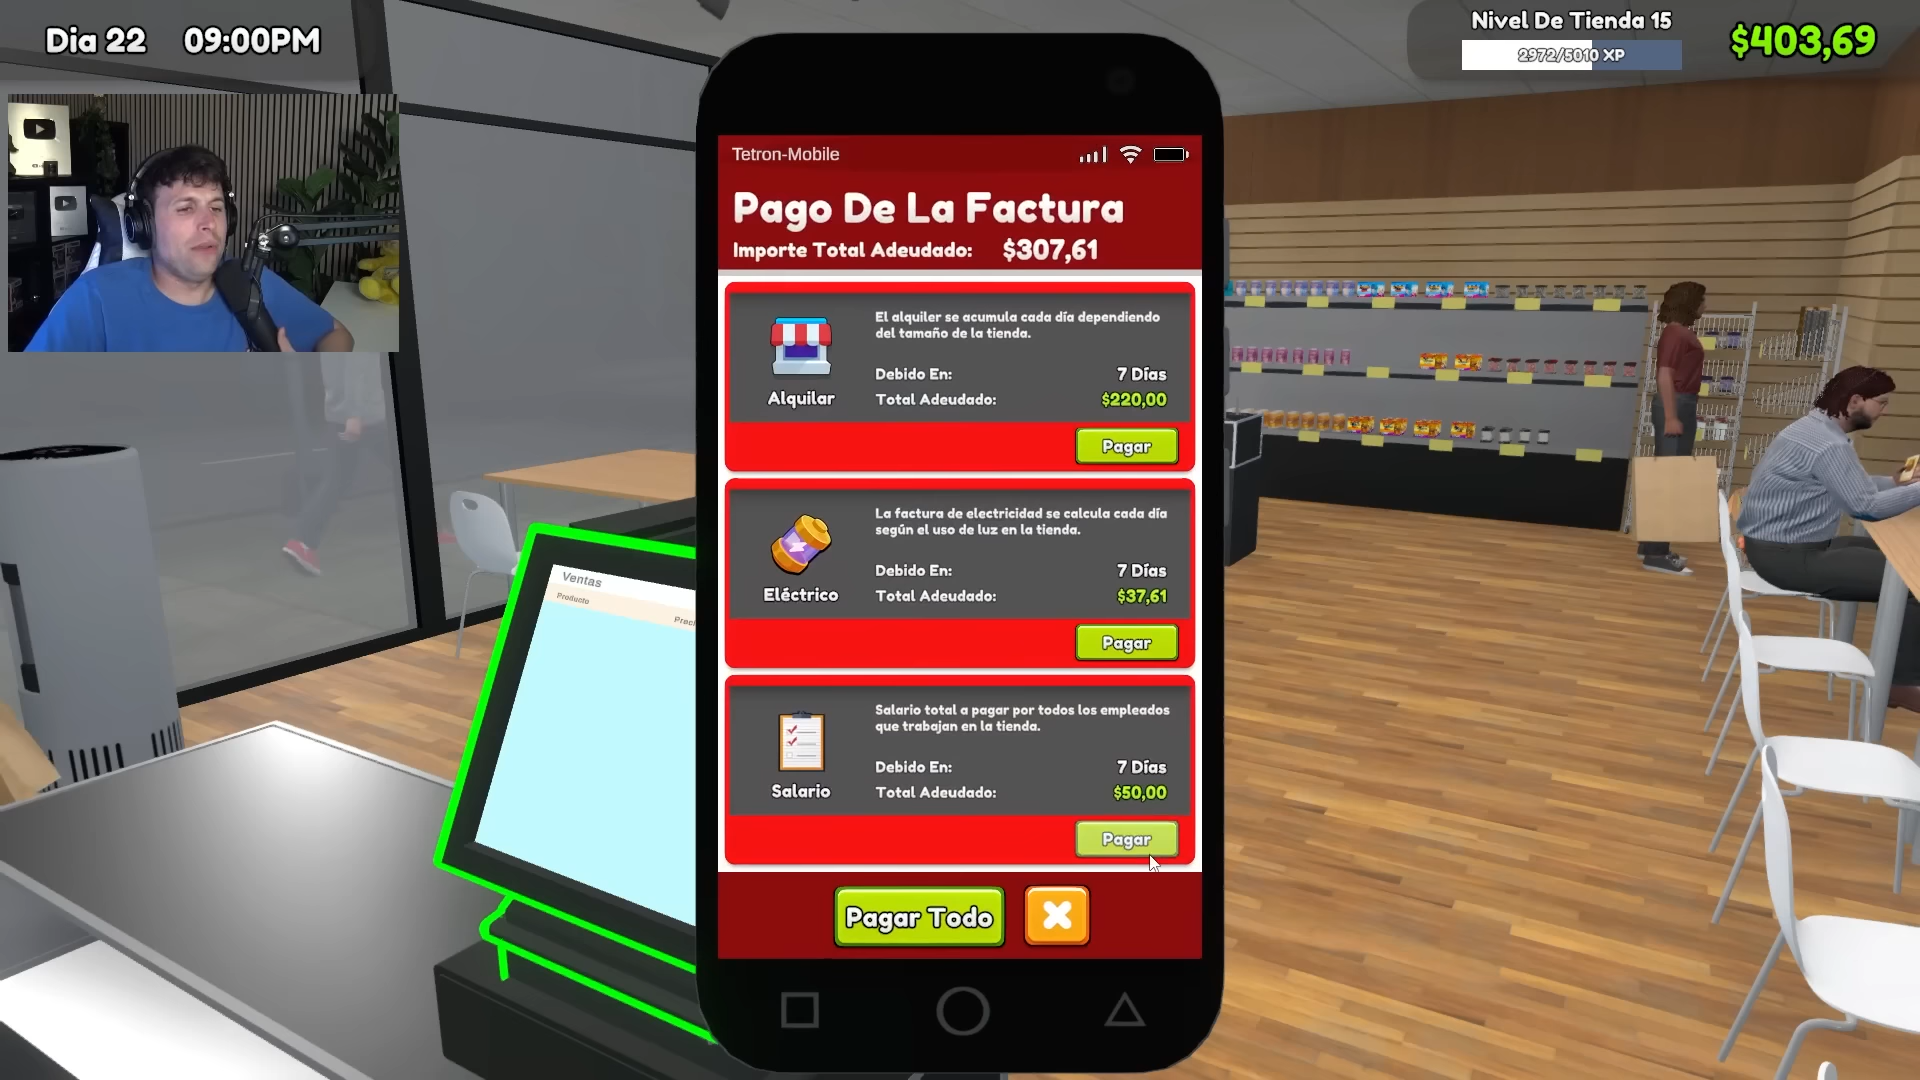 Dia 22 09:00PM
Nivel De Tienda 15
2972/5010 XP
$403,69
Tetron-Mobile
Pago De La Factura
Importe Total Adeudado: $307,61
El alquiler se acumula cada día dependiendo
del tamaño de la tienda.
Debido En: 7 Días
Alquilar
Total Adeudado: $220,00
Pagar
La factura de electricidad se calcula cada día
según el uso de luz en la tienda.
Debido En: 7 Días
Eléctrico
Total Adeudado: $37,61
Pagar
Salario total a pagar por todos los empleados
que trabajan en la tienda.
Debido En: 7 Días
Salario
Total Adeudado: $50,00
Pagar
Pagar Todo
Ventas
Producto